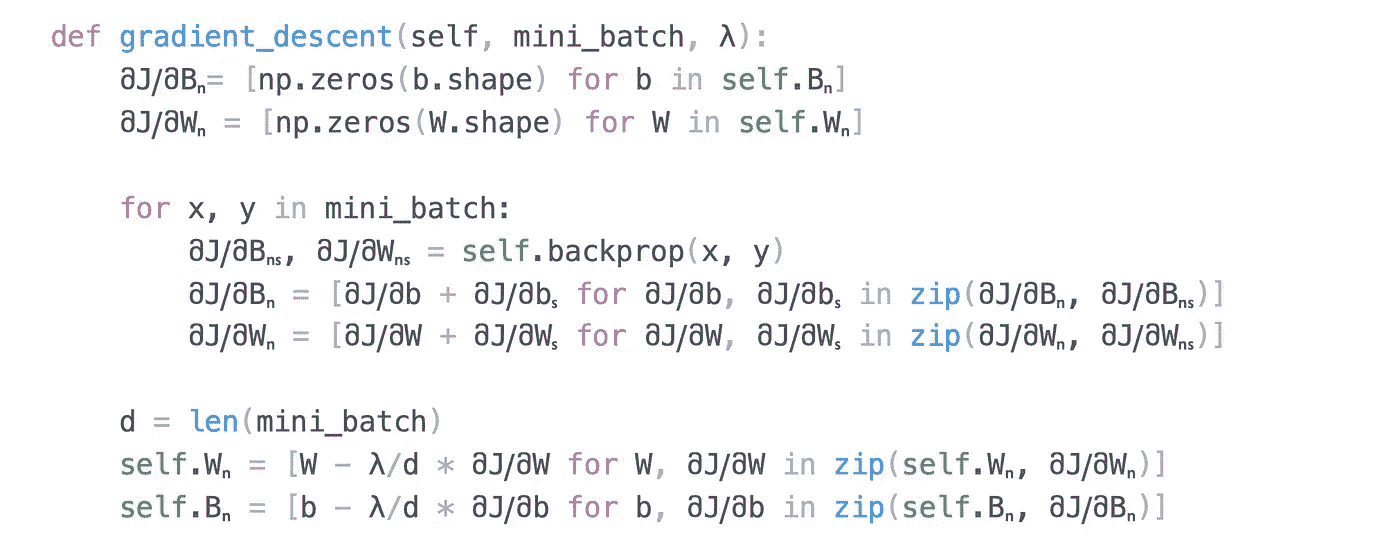 def gradient_descent(self, mini_batch, λ):
    ∂J/∂Bₙ= [np.zeros(b.shape) for b in self.Bₙ]
    ∂J/∂Wₙ = [np.zeros(W.shape) for W in self.Wₙ]

    for x, y in mini_batch:
        ∂J/∂Bₙₛ, ∂J/∂Wₙₛ = self.backprop(x, y)
        ∂J/∂Bₙ = [∂J/∂b + ∂J/∂bₛ for ∂J/∂b, ∂J/∂bₛ in zip(∂J/∂Bₙ, ∂J/∂Bₙₛ)]
        ∂J/∂Wₙ = [∂J/∂W + ∂J/∂Wₛ for ∂J/∂W, ∂J/∂Wₛ in zip(∂J/∂Wₙ, ∂J/∂Wₙₛ)]

    d = len(mini_batch)
    self.Wₙ = [W − λ/d * ∂J/∂W for W, ∂J/∂W in zip(self.Wₙ, ∂J/∂Wₙ)]
    self.Bₙ = [b − λ/d * ∂J/∂b for b, ∂J/∂b in zip(self.Bₙ, ∂J/∂Bₙ)]